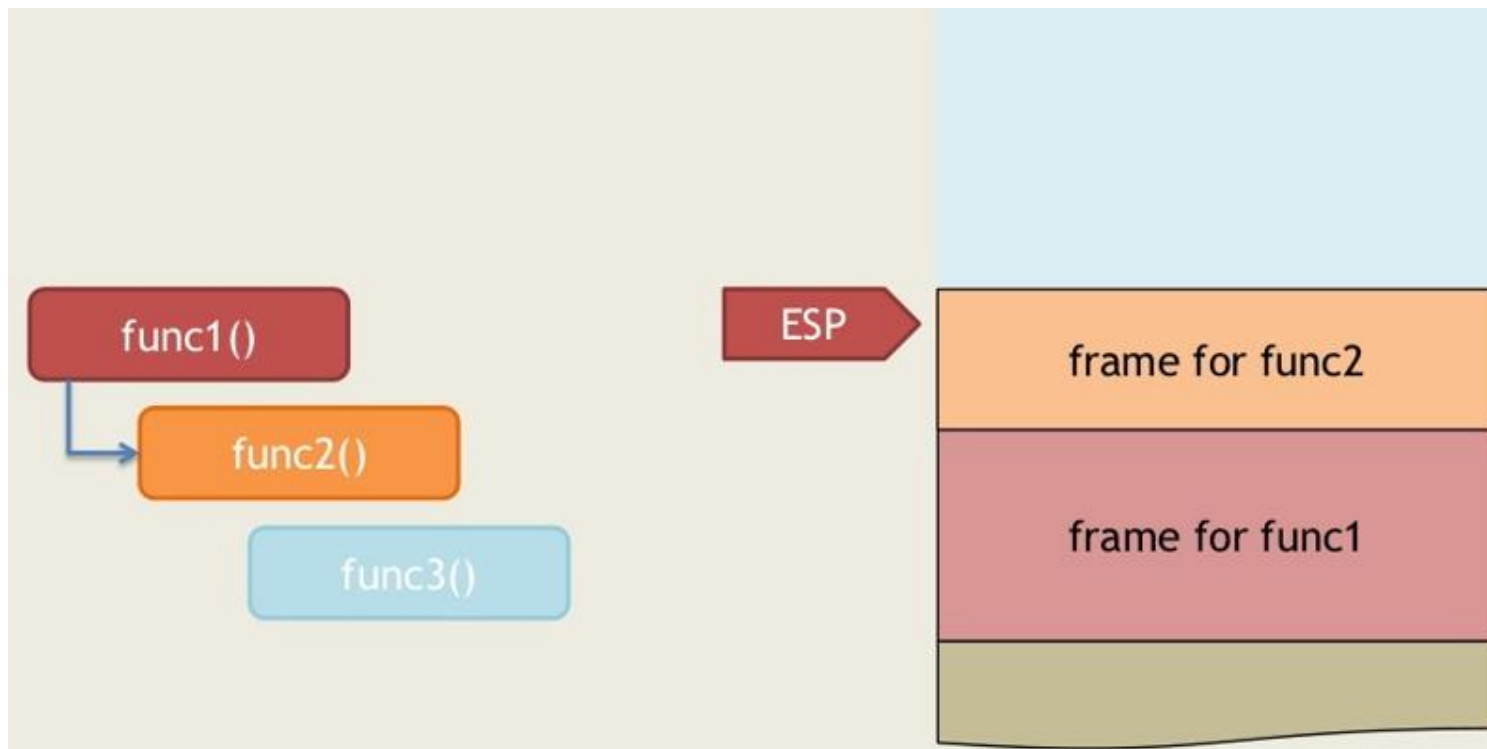 func1()
ESP
frame for func2
func2()
frame for func1
func3()